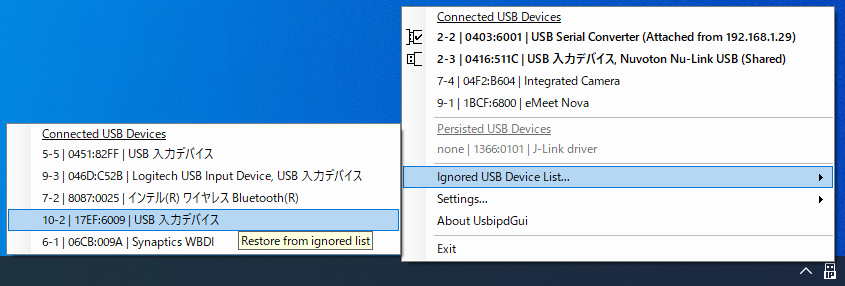 Connected USB Devices
2-2 | 0403:6001 | USB Serial Converter (Attached from 192.168.1.29)
2-3 | 0416:511C | USB 入力デバイス, Nuvoton Nu-Link USB (Shared)
7-4 | 04F2:B604 | Integrated Camera
9-1 | 1BCF:6800 | eMeet Nova
Persisted USB Devices
none | 1366:0101 | J-Link driver
Ignored USB Device List...
Settings...
About UsbipdGui
Exit
Connected USB Devices
5-5 | 0451:82FF | USB 入力デバイス
9-3 | 046D:C52B | Logitech USB Input Device, USB 入力デバイス
7-2 | 8087:0025 | インテル(R) ワイヤレス Bluetooth(R)
10-2 | 17EF:6009 | USB 入力デバイス
6-1 | 06CB:009A | Synaptics WBDI
Restore from ignored list